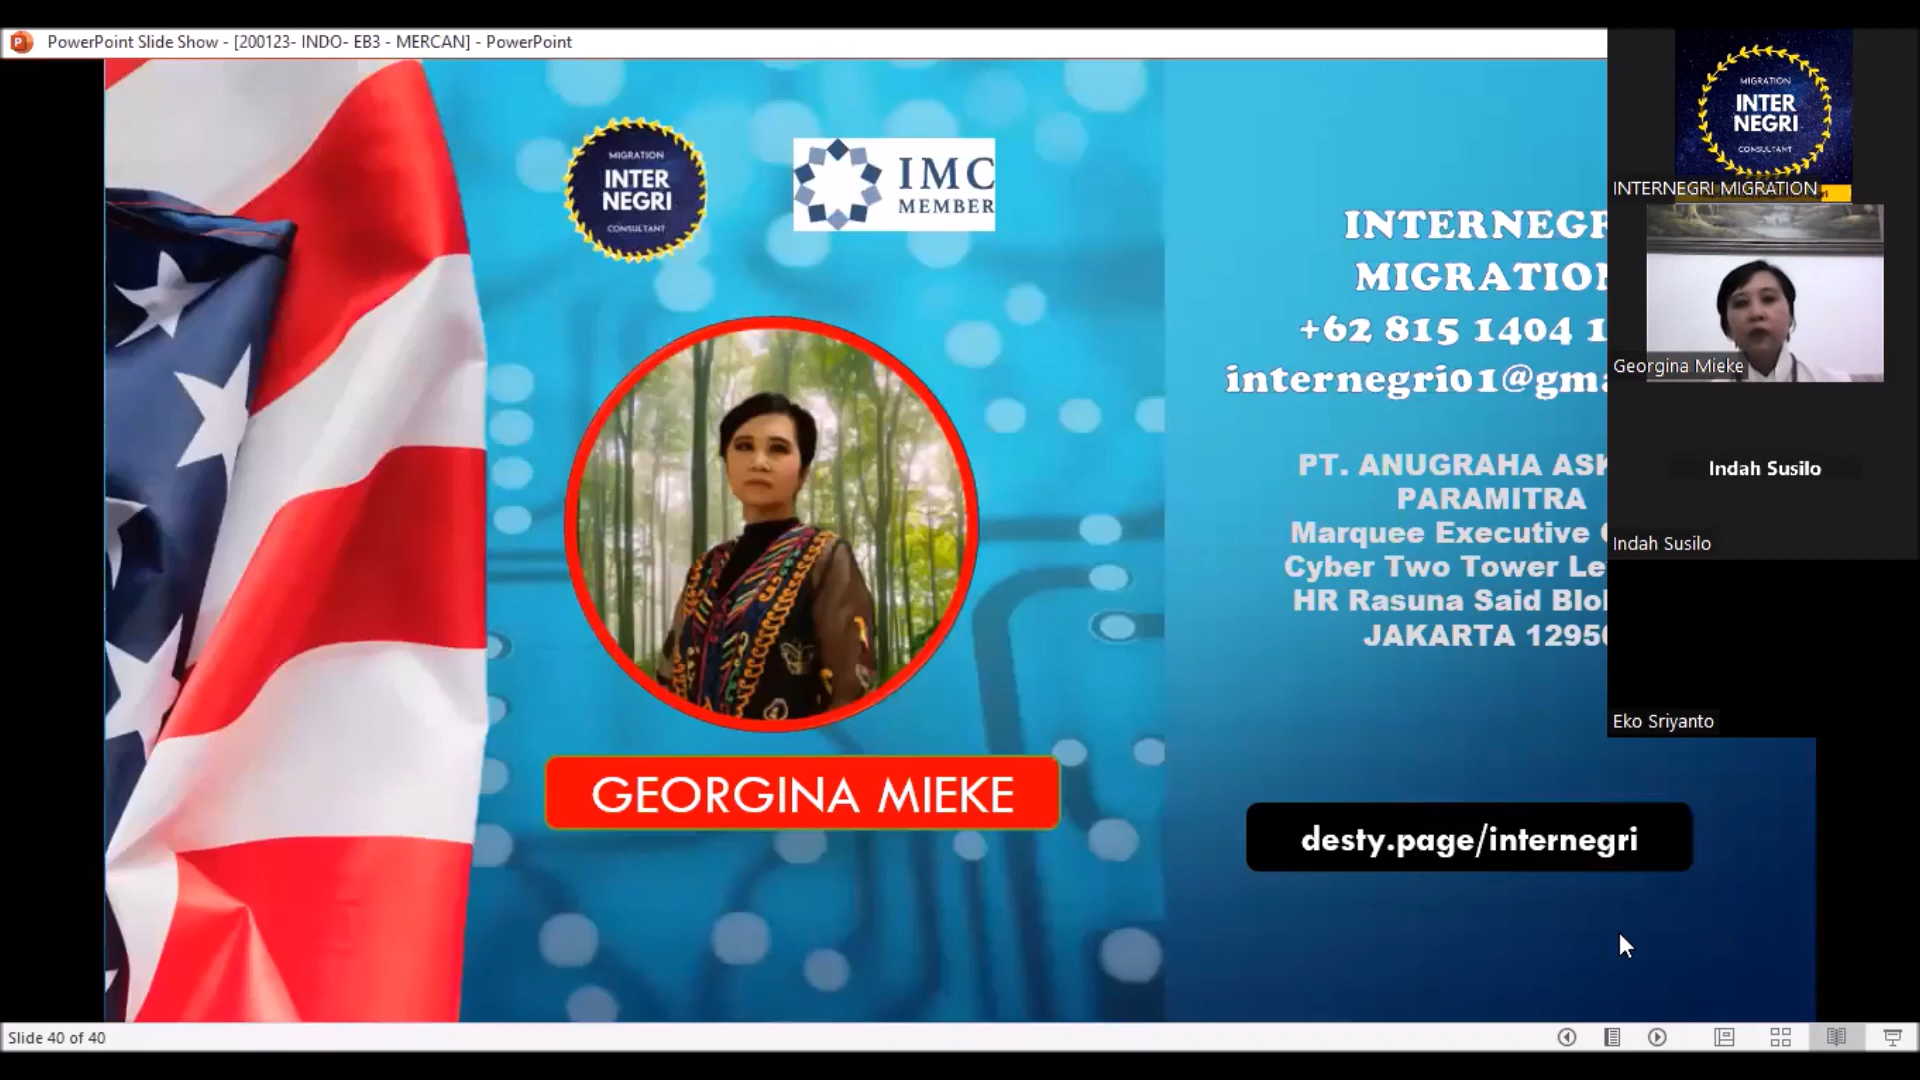 PowerPoint Slide Show - [200123- INDO- EB3 - MERCAN] - PowerPoint
MIGRATION
INTER
NEGRI
CONSULTANT
IMC
MEMBER
GEORGINA MIEKE
INTERNEGR
MIGRATION
+62 815 1404 1
internegri01@gma
PT. ANUGRAHA ASK
PARAMITRA
Marquee Executive
Cyber Two Tower Le
HR Rasuna Said Blo
JAKARTA 1295
desty.page/internegri
MIGRATION
INTER
NEGRI
CONSULTANT
INTERNEGRI MIGRATION
Georgina Mieke
Indah Susilo
Indah Susilo
Eko Sriyanto
Slide 40 of 40